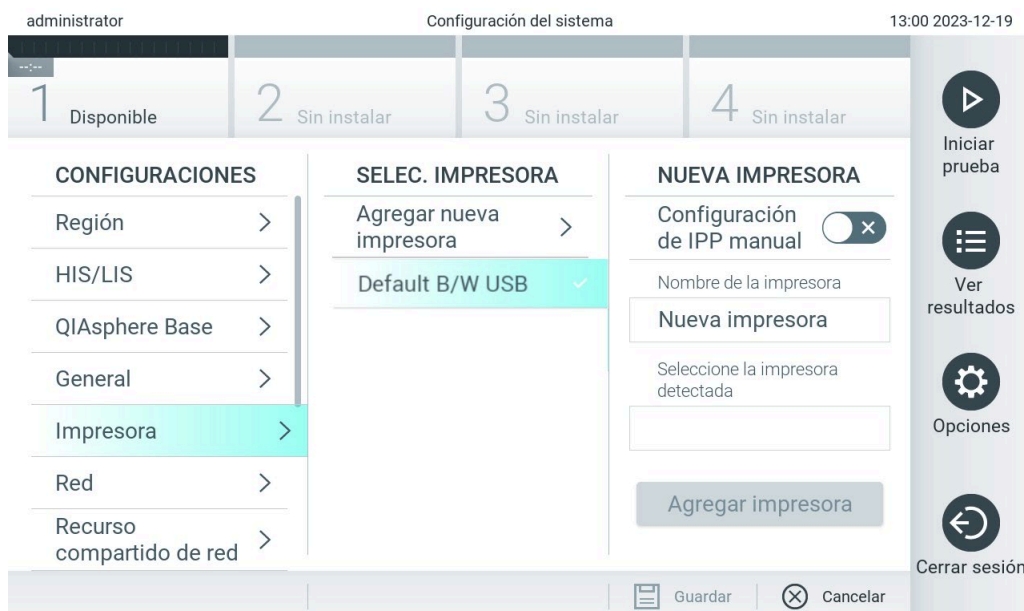 administrator
Configuración del sistema
13:00 2023-12-19
--:--
1 Disponible
2 Sin instalar
3 Sin instalar
4 Sin instalar
CONFIGURACIONES
Región
HIS/LIS
QIAsphere Base
General
Impresora
Red
Recurso
compartido de red
SELEC. IMPRESORA
Agregar nueva
impresora
Default B/W USB
NUEVA IMPRESORA
Configuración
de IPP manual
Nombre de la impresora
Nueva impresora
Seleccione la impresora
detectada
Agregar impresora
Guardar
Cancelar
Iniciar
prueba
Ver
resultados
Opciones
Cerrar sesión